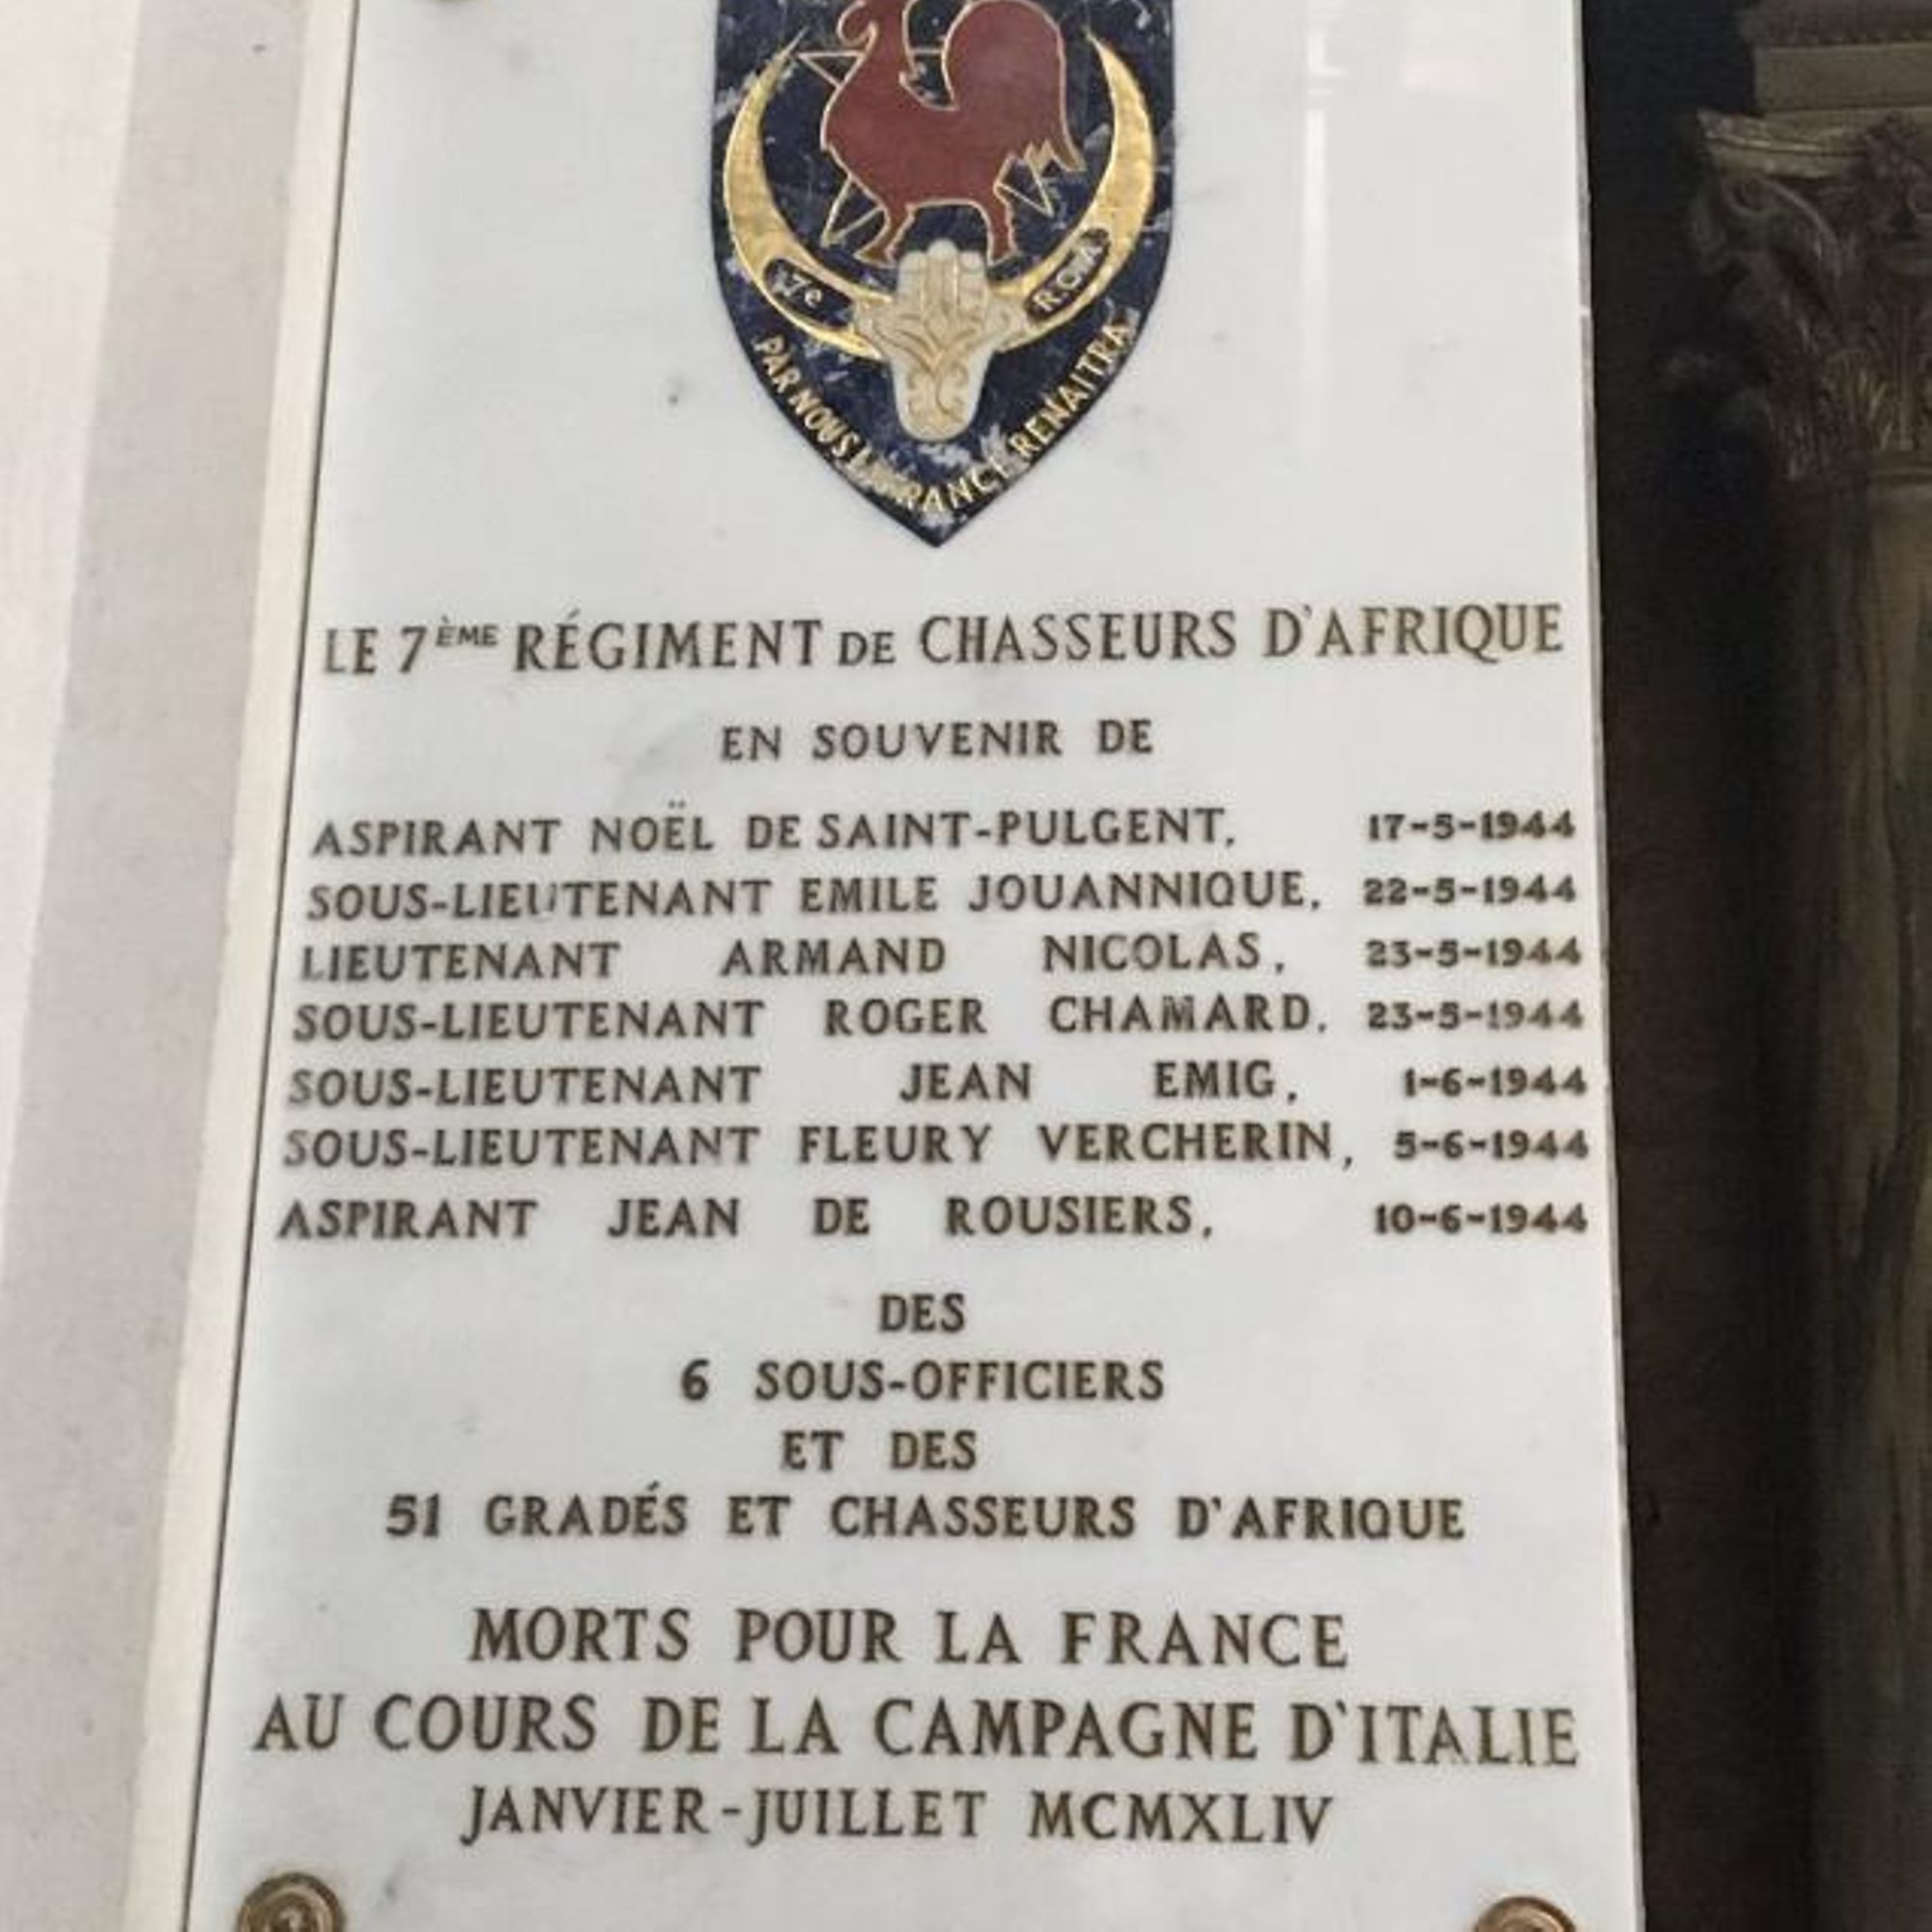 7e R.Ch.A
PAR NOUS LA FRANCE RENAITRA
LE 7ÈME RÉGIMENT DE CHASSEURS D'AFRIQUE
EN SOUVENIR DE
ASPIRANT NOËL DE SAINT-PULGENT, 17-5-1944
SOUS-LIEUTENANT EMILE JOUANNIQUE, 22-5-1944
LIEUTENANT ARMAND NICOLAS, 23-5-1944
SOUS-LIEUTENANT ROGER CHAMARD, 23-5-1944
SOUS-LIEUTENANT JEAN EMIG, 1-6-1944
SOUS-LIEUTENANT FLEURY VERCHERIN, 5-6-1944
ASPIRANT JEAN DE ROUSIERS, 10-6-1944
DES
6 SOUS-OFFICIERS
ET DES
51 GRADÉS ET CHASSEURS D'AFRIQUE
MORTS POUR LA FRANCE
AU COURS DE LA CAMPAGNE D'ITALIE
JANVIER-JUILLET MCMXLIV